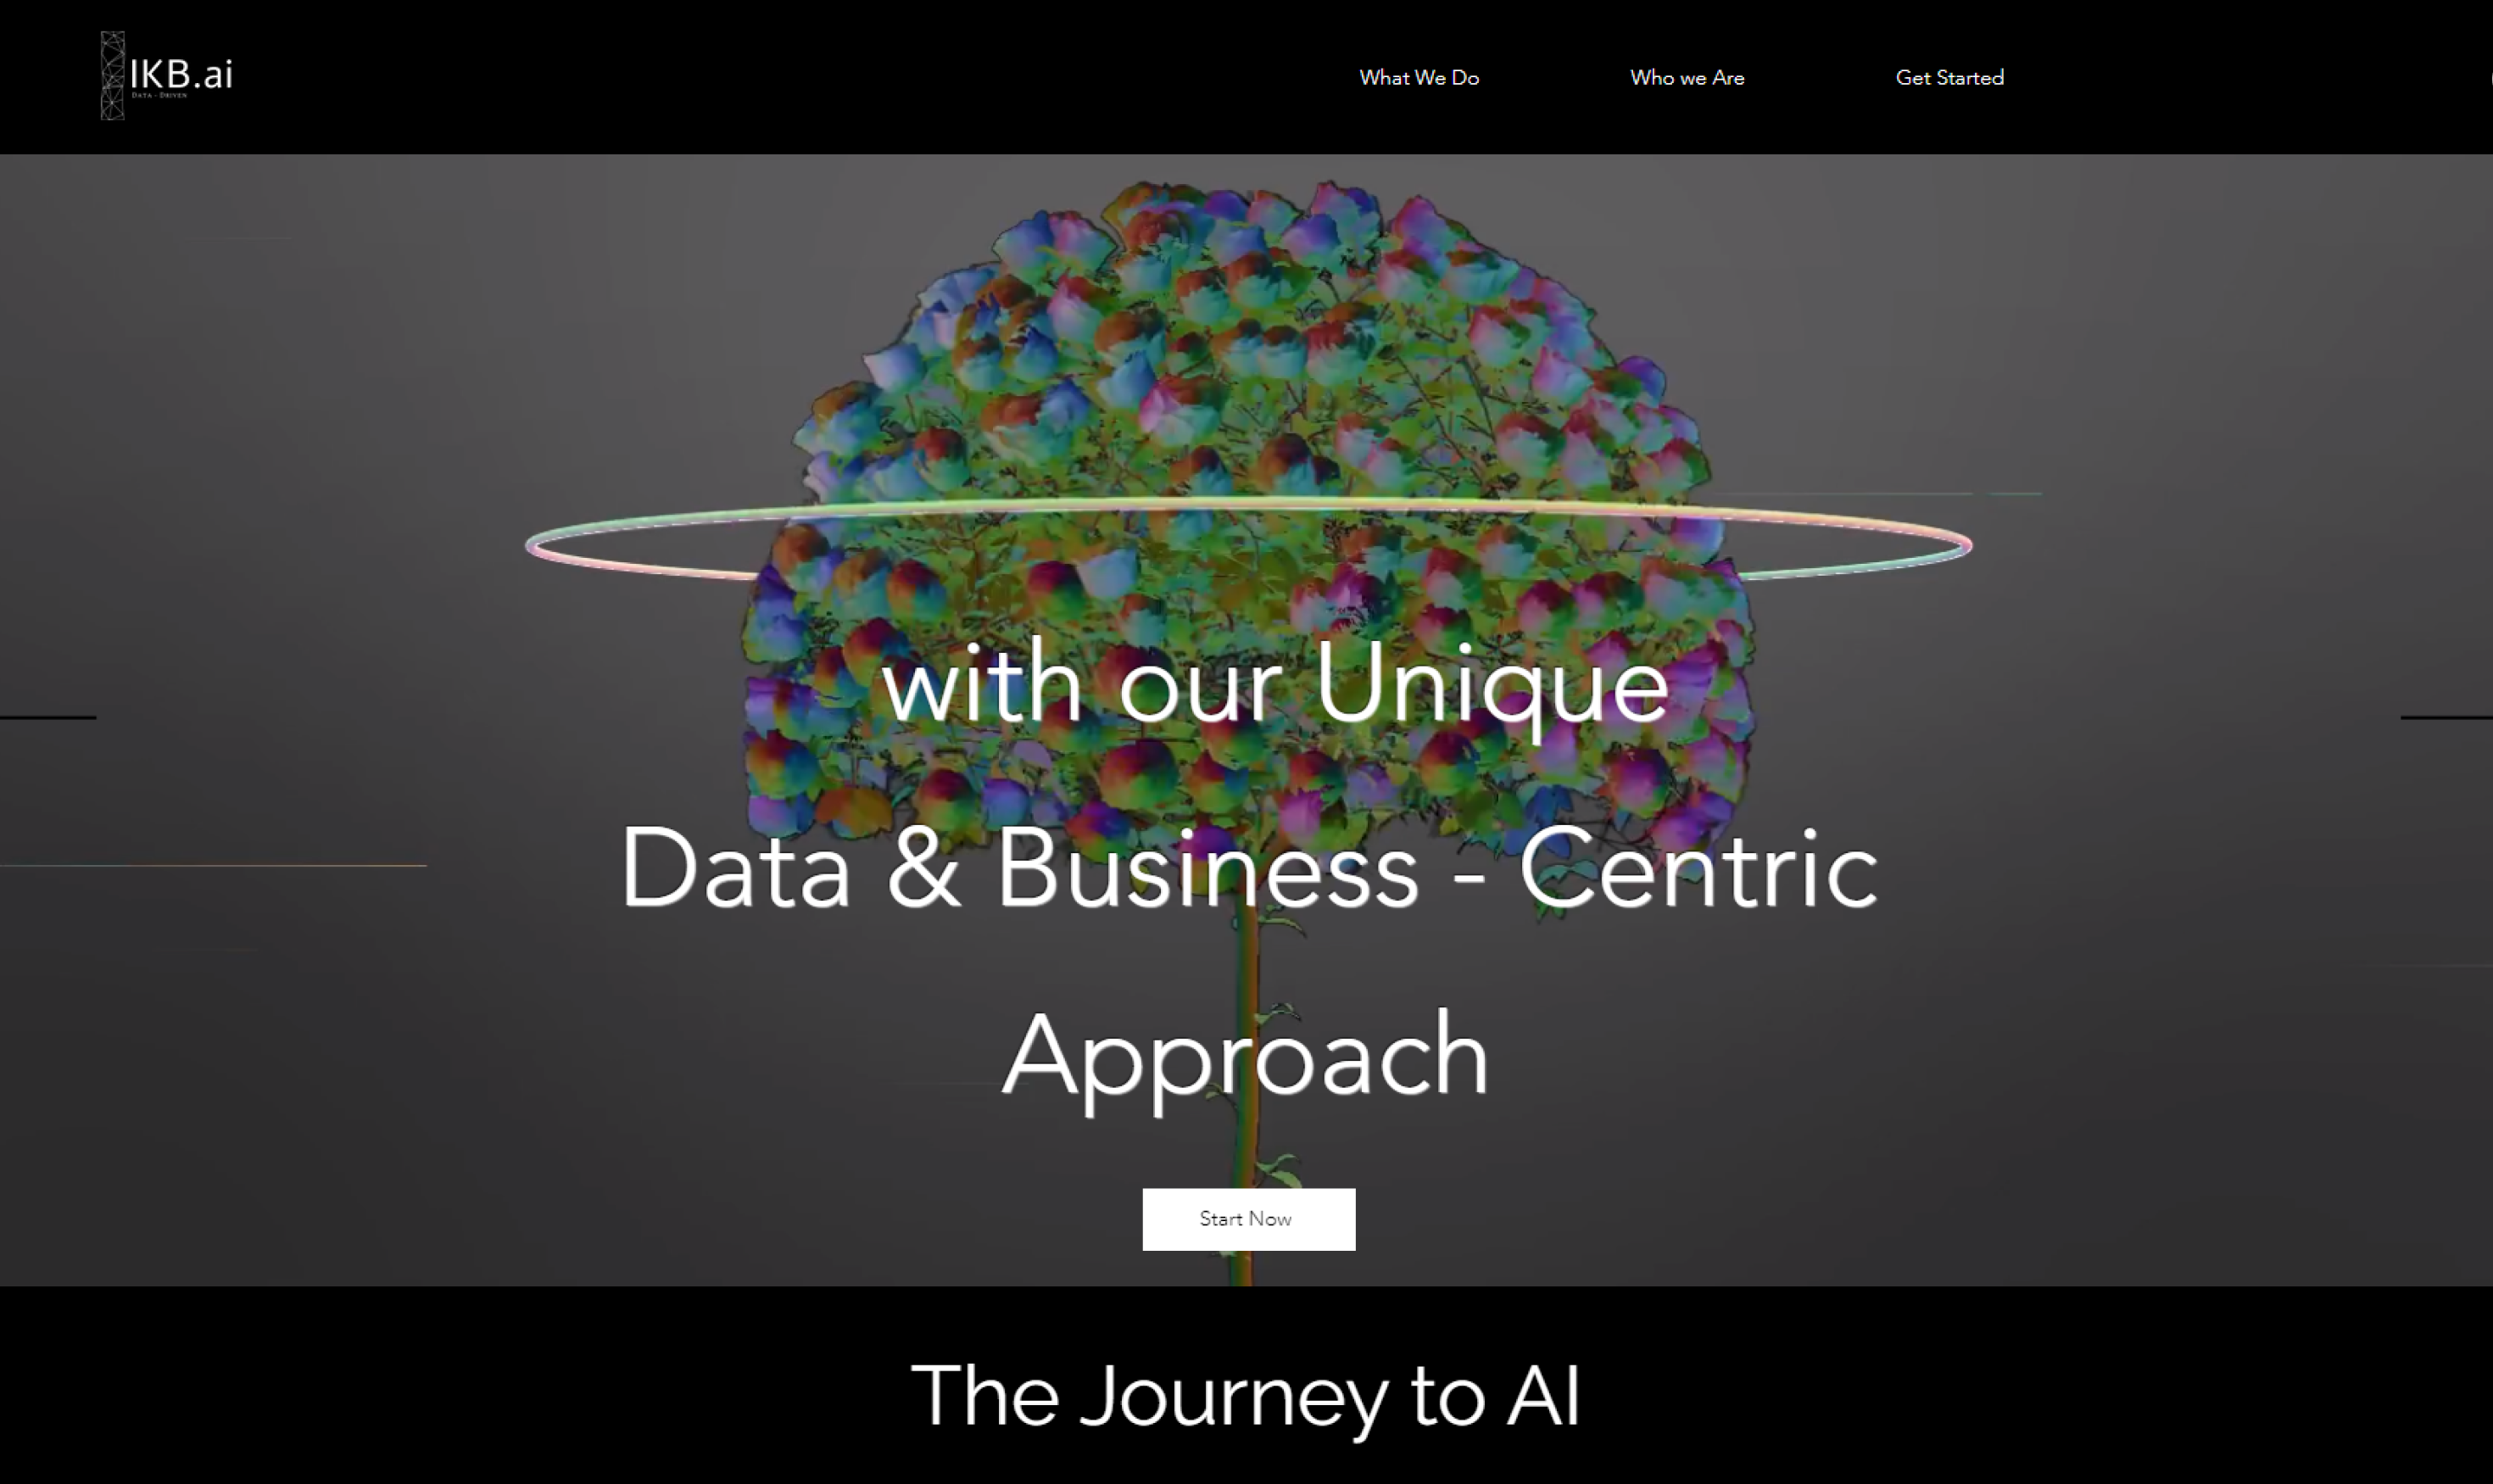 IKB.ai
DATA - DRIVEN
What We Do
Who we Are
Get Started
with our Unique
Data & Business - Centric
Approach
Start Now
The Journey to AI